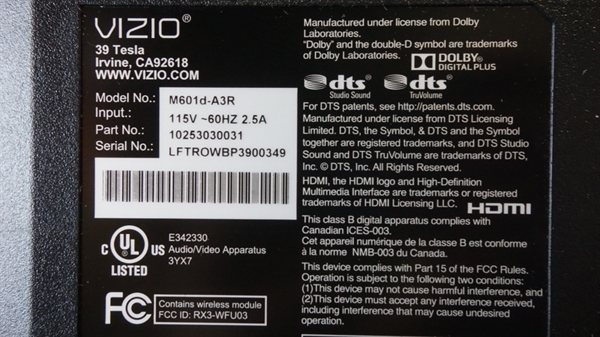 VIZIO®
39 Tesla
Irvine, CA92618
WWW.VIZIO.COM
Model No.: M601d-A3R
Input.: 115V ~60HZ 2.5A
Part No.: 10253030031
Serial No.: LFTROWBP3900349
C UL® US
LISTED
E342330
Audio/Video Apparatus
3YX7
FC
Contains wireless module
FCC ID: RX3-WFU03
Manufactured under license from Dolby
Laboratories.
"Dolby" and the double-D symbol are trademarks
of Dolby Laboratories.
DOLBY
DIGITAL PLUS
dts
Studio Sound
dts
TruVolume
For DTS patents, see http://patents.dts.com.
Manufactured under license from DTS Licensing
Limited. DTS, the Symbol, & DTS and the Symbol
together are registered trademarks, and DTS Studio
Sound and DTS TruVolume are trademarks of DTS,
Inc. © DTS, Inc. All Rights Reserved.
HDMI, the HDMI logo and High-Definition
Multimedia Interface are trademarks or registered
trademarks of HDMI Licensing LLC.
HDMI
This class B digital apparatus complies with
Canadian ICES-003.
Cet appareil numérique de la classe B est conforme
à la norme NMB-003 du Canada.
This device complies with Part 15 of the FCC Rules.
Operation is subject to the following two conditions:
(1)This device may not cause harmful interference, and
(2)This device must accept any interference received,
including interference that may cause undesired
operation.